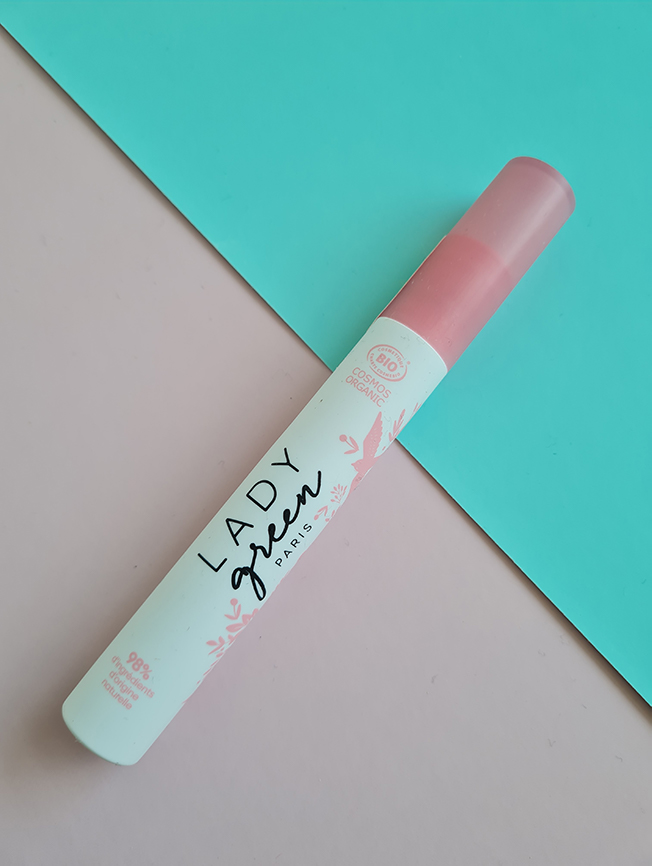 BIO
COSMOS
ORGANIC
LADY
green
PARIS
98%
d'ingrédients
d'origine
naturelle